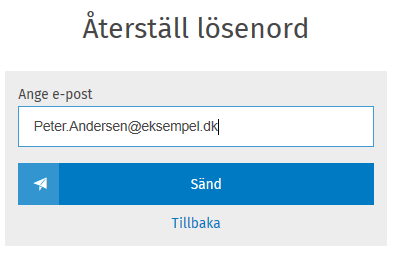 Återställ lösenord
Ange e-post
Peter.Andersen@eksempel.dk
Sänd
Tillbaka